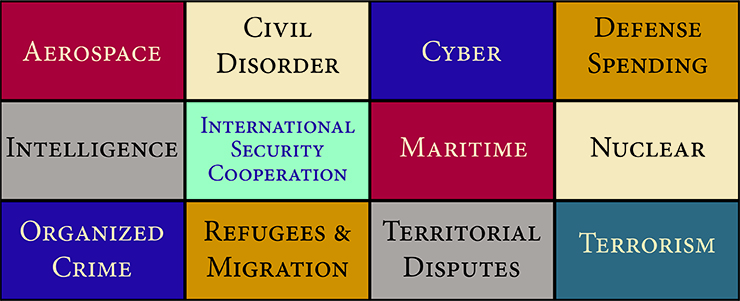 Aerospace
Civil
Disorder
Cyber
Defense
Spending
Intelligence
International
Security
Cooperation
Maritime
Nuclear
Organized
Crime
Refugees &
Migration
Territorial
Disputes
Terrorism